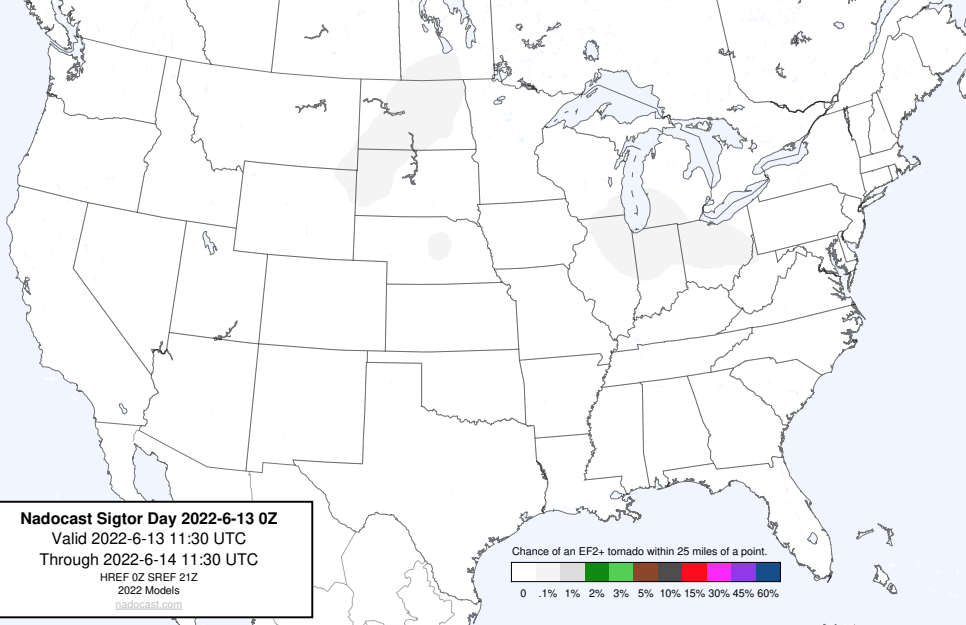 Nadocast Sigtor Day 2022-6-13 0Z
Valid 2022-6-13 11:30 UTC
Through 2022-6-14 11:30 UTC
HREF 0Z SREF 21Z
2022 Models
nadocast.com
Chance of an EF2+ tornado within 25 miles of a point.
0 .1% 1% 2% 3% 5% 10% 15% 30% 45% 60%